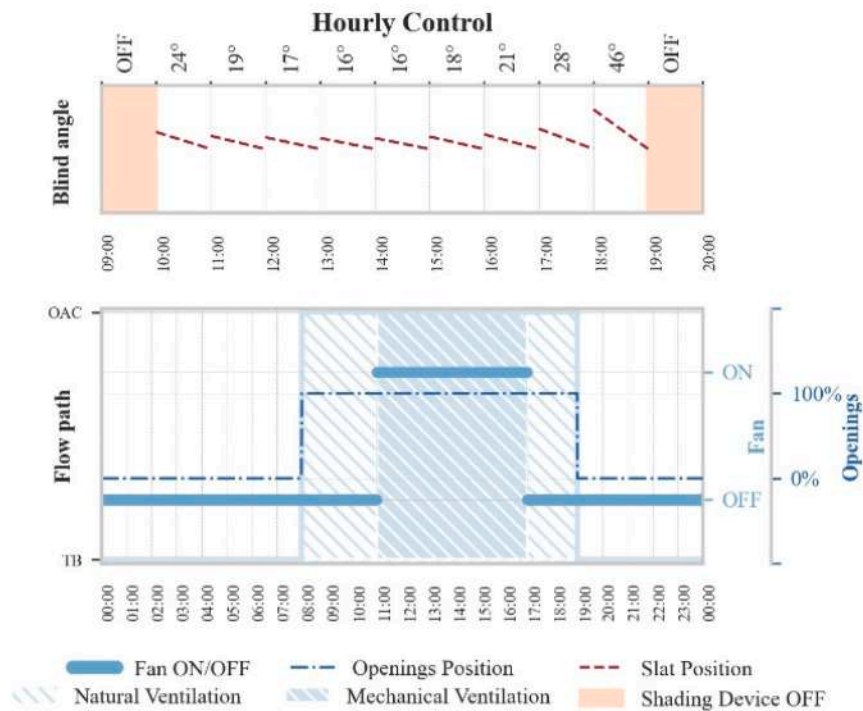 Hourly Control
OFF 24° 19° 17° 16° 16° 18° 21° 28° 46° OFF
Blind angle
09:00 10:00 11:00 12:00 13:00 14:00 15:00 16:00 17:00 18:00 19:00 20:00
OAC
Flow path
TB
ON
OFF
Fan
100%
0%
Openings
00:00 01:00 02:00 03:00 04:00 05:00 06:00 07:00 08:00 09:00 10:00 11:00 12:00 13:00 14:00 15:00 16:00 17:00 18:00 19:00 20:00 21:00 22:00 23:00 00:00
Fan ON/OFF Openings Position Slat Position
Natural Ventilation Mechanical Ventilation Shading Device OFF